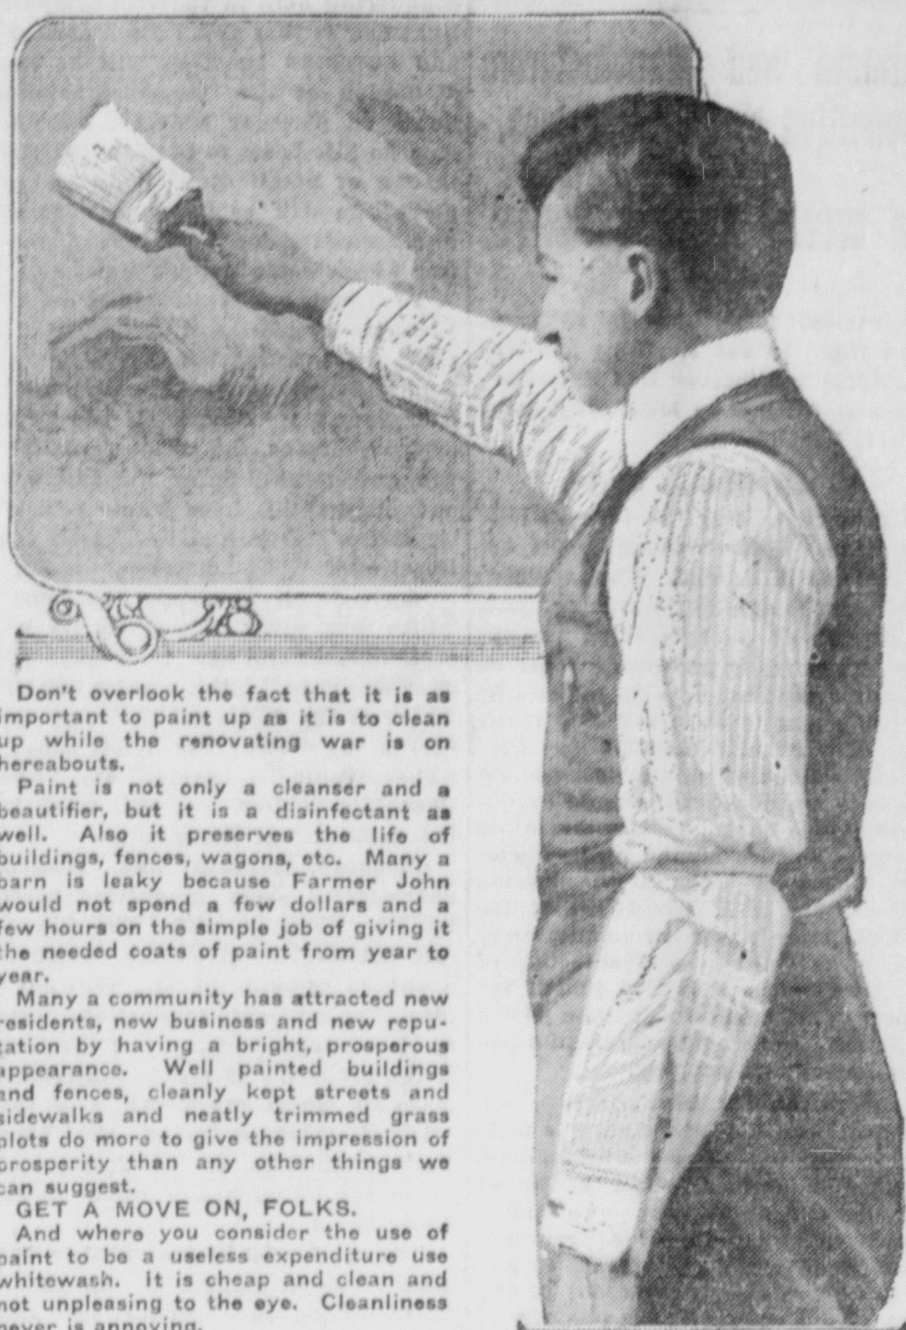 Don't overlook the fact that it is as
important to paint up as it is to clean
up while the renovating war is on
hereabouts.
Paint is not only a cleanser and a
beautifier, but it is a disinfectant as
well. Also it preserves the life of
buildings, fences, wagons, etc. Many a
barn is leaky because Farmer John
would not spend a few dollars and a
few hours on the simple job of giving it
the needed coats of paint from year to
year.
Many a community has attracted new
residents, new business and new repu-
tation by having a bright, prosperous
appearance. Well painted buildings
and fences, cleanly kept streets and
sidewalks and neatly trimmed grass
plots do more to give the impression of
prosperity than any other things we
can suggest.
GET A MOVE ON, FOLKS.
And where you consider the use of
paint to be a useless expenditure use
whitewash. It is cheap and clean and
not unpleasing to the eye. Cleanliness
never is annoying.